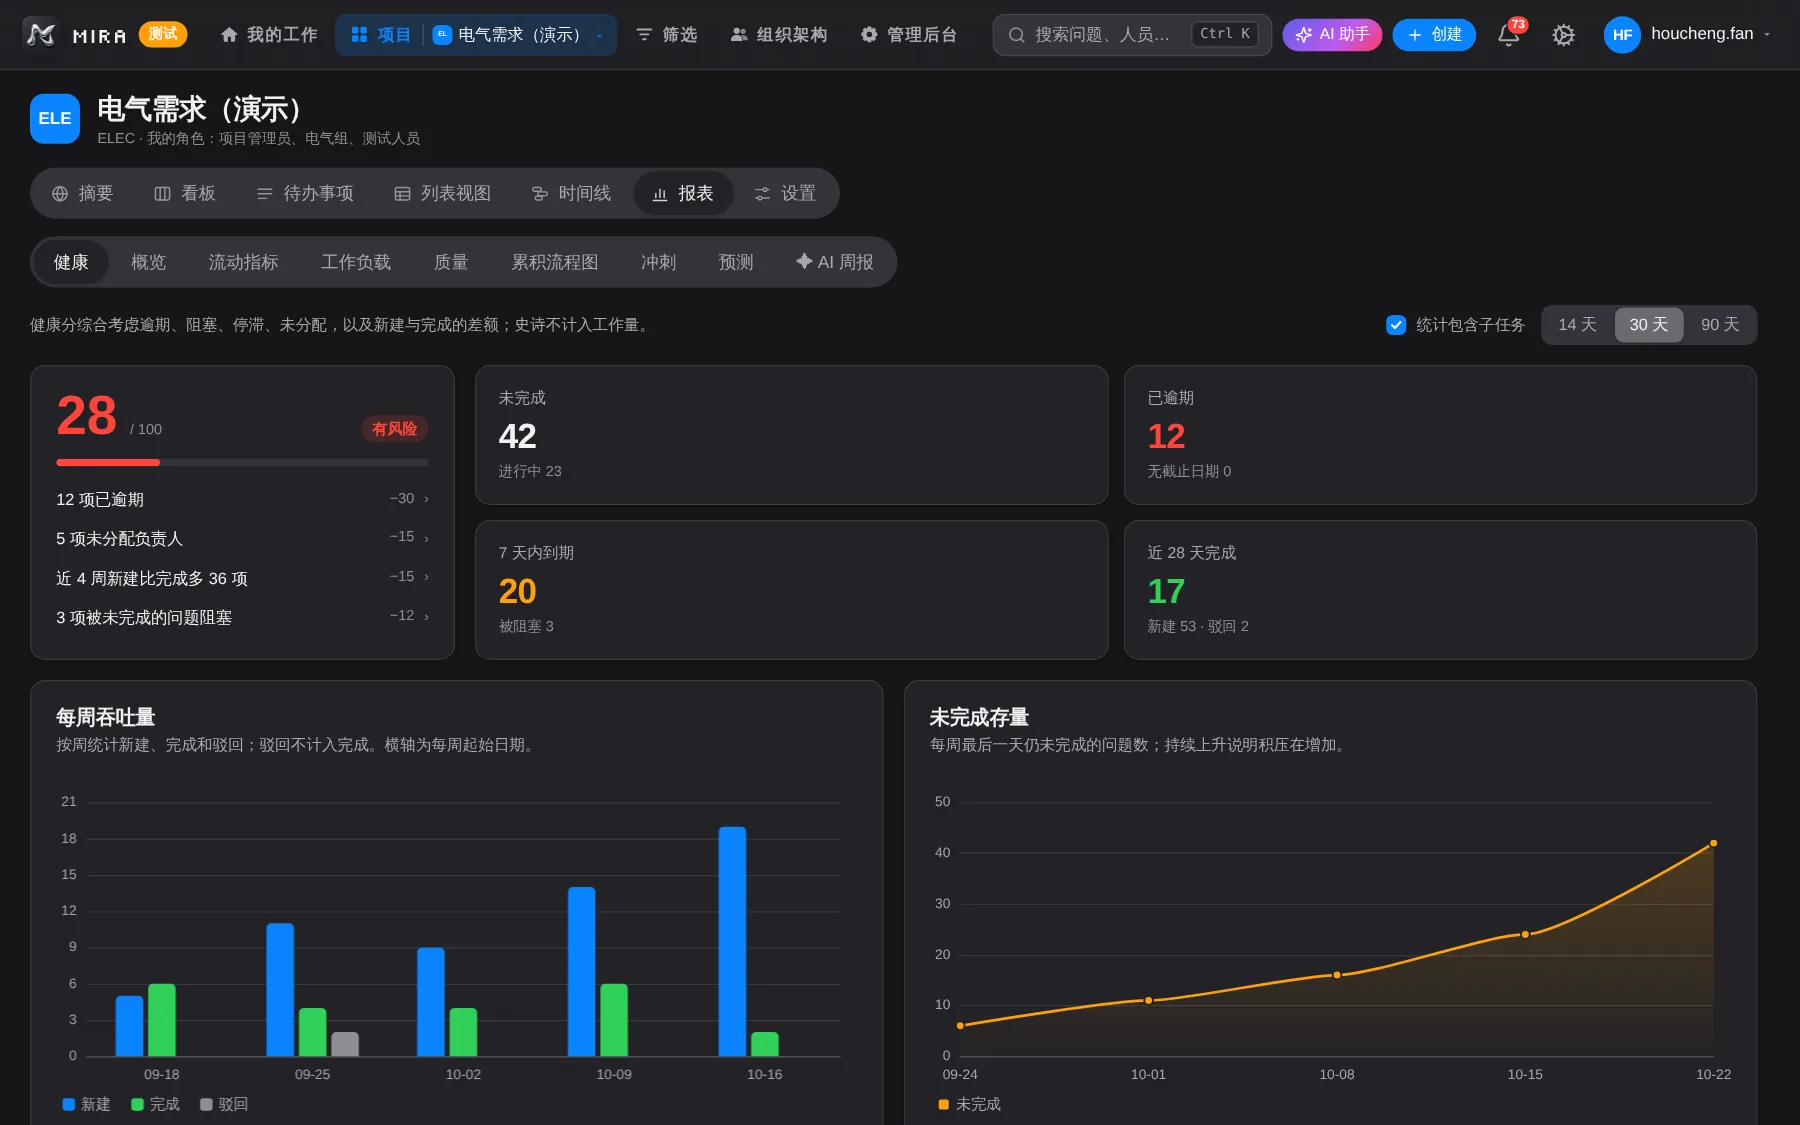 MIRA 测试 我的工作 项目 EL 电气需求（演示） 筛选 组织架构 管理后台 搜索问题、人员... Ctrl K AI 助手 + 创建 73 HF houcheng.fan
ELE 电气需求（演示）
ELEC · 我的角色：项目管理员、电气组、测试人员
摘要 看板 待办事项 列表视图 时间线 报表 设置
健康 概览 流动指标 工作负载 质量 累积流程图 冲刺 预测 AI 周报
健康分综合考虑逾期、阻塞、停滞、未分配，以及新建与完成的差额；史诗不计入工作量。
统计包含子任务 14 天 30 天 90 天
28 / 100 有风险
12 项已逾期 −30 ›
5 项未分配负责人 −15 ›
近 4 周新建比完成多 36 项 −15 ›
3 项被未完成的问题阻塞 −12 ›
未完成
42
进行中 23
已逾期
12
无截止日期 0
7 天内到期
20
被阻塞 3
近 28 天完成
17
新建 53 · 驳回 2
每周吞吐量
按周统计新建、完成和驳回；驳回不计入完成。横轴为每周起始日期。
21
18
15
12
9
6
3
0
09-18 09-25 10-02 10-09 10-16
新建 完成 驳回
未完成存量
每周最后一天仍未完成的问题数；持续上升说明积压在增加。
50
40
30
20
10
0
09-24 10-01 10-08 10-15 10-22
未完成